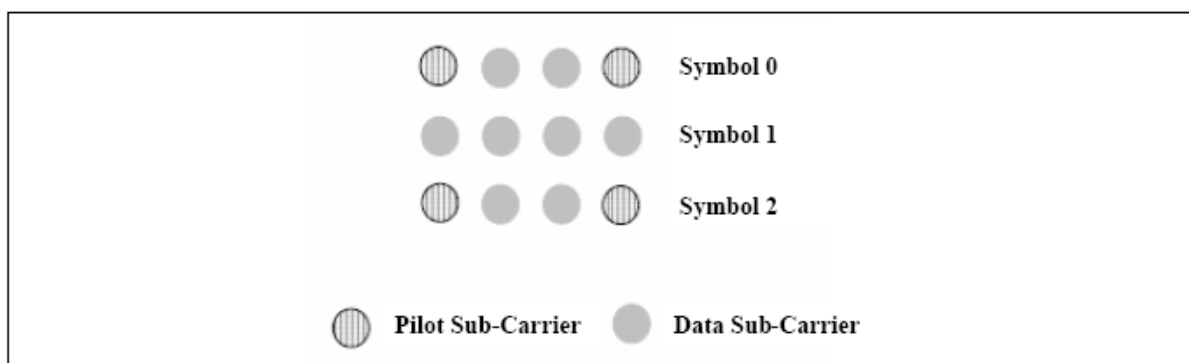 Symbol 0
Symbol 1
Symbol 2
Pilot Sub-Carrier Data Sub-Carrier